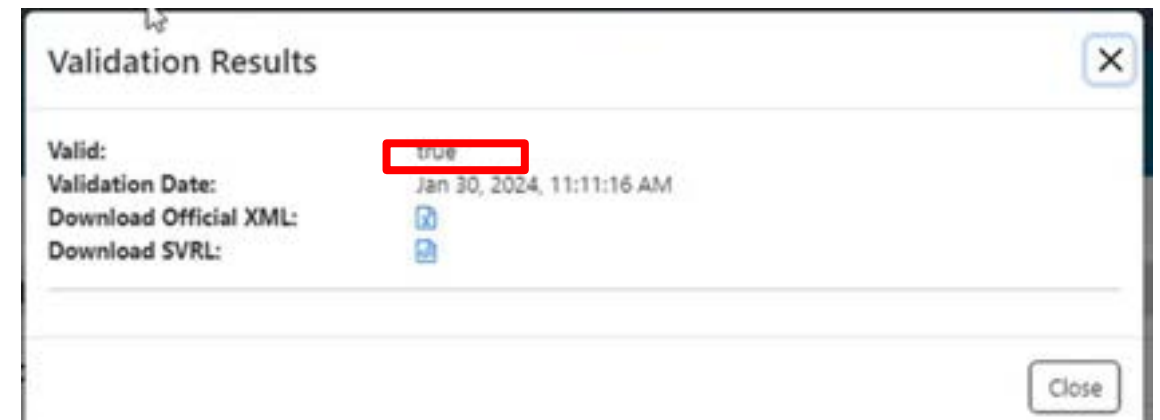 Validation Results
Valid: true
Validation Date: Jan 30, 2024, 11:11:16 AM
Download Official XML:
Download SVRL:
Close